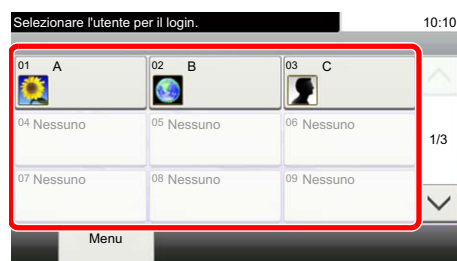 Selezionare l'utente per il login. 10:10
01 A 02 B 03 C
04 Nessuno 05 Nessuno 06 Nessuno
1/3
07 Nessuno 08 Nessuno 09 Nessuno
Menu